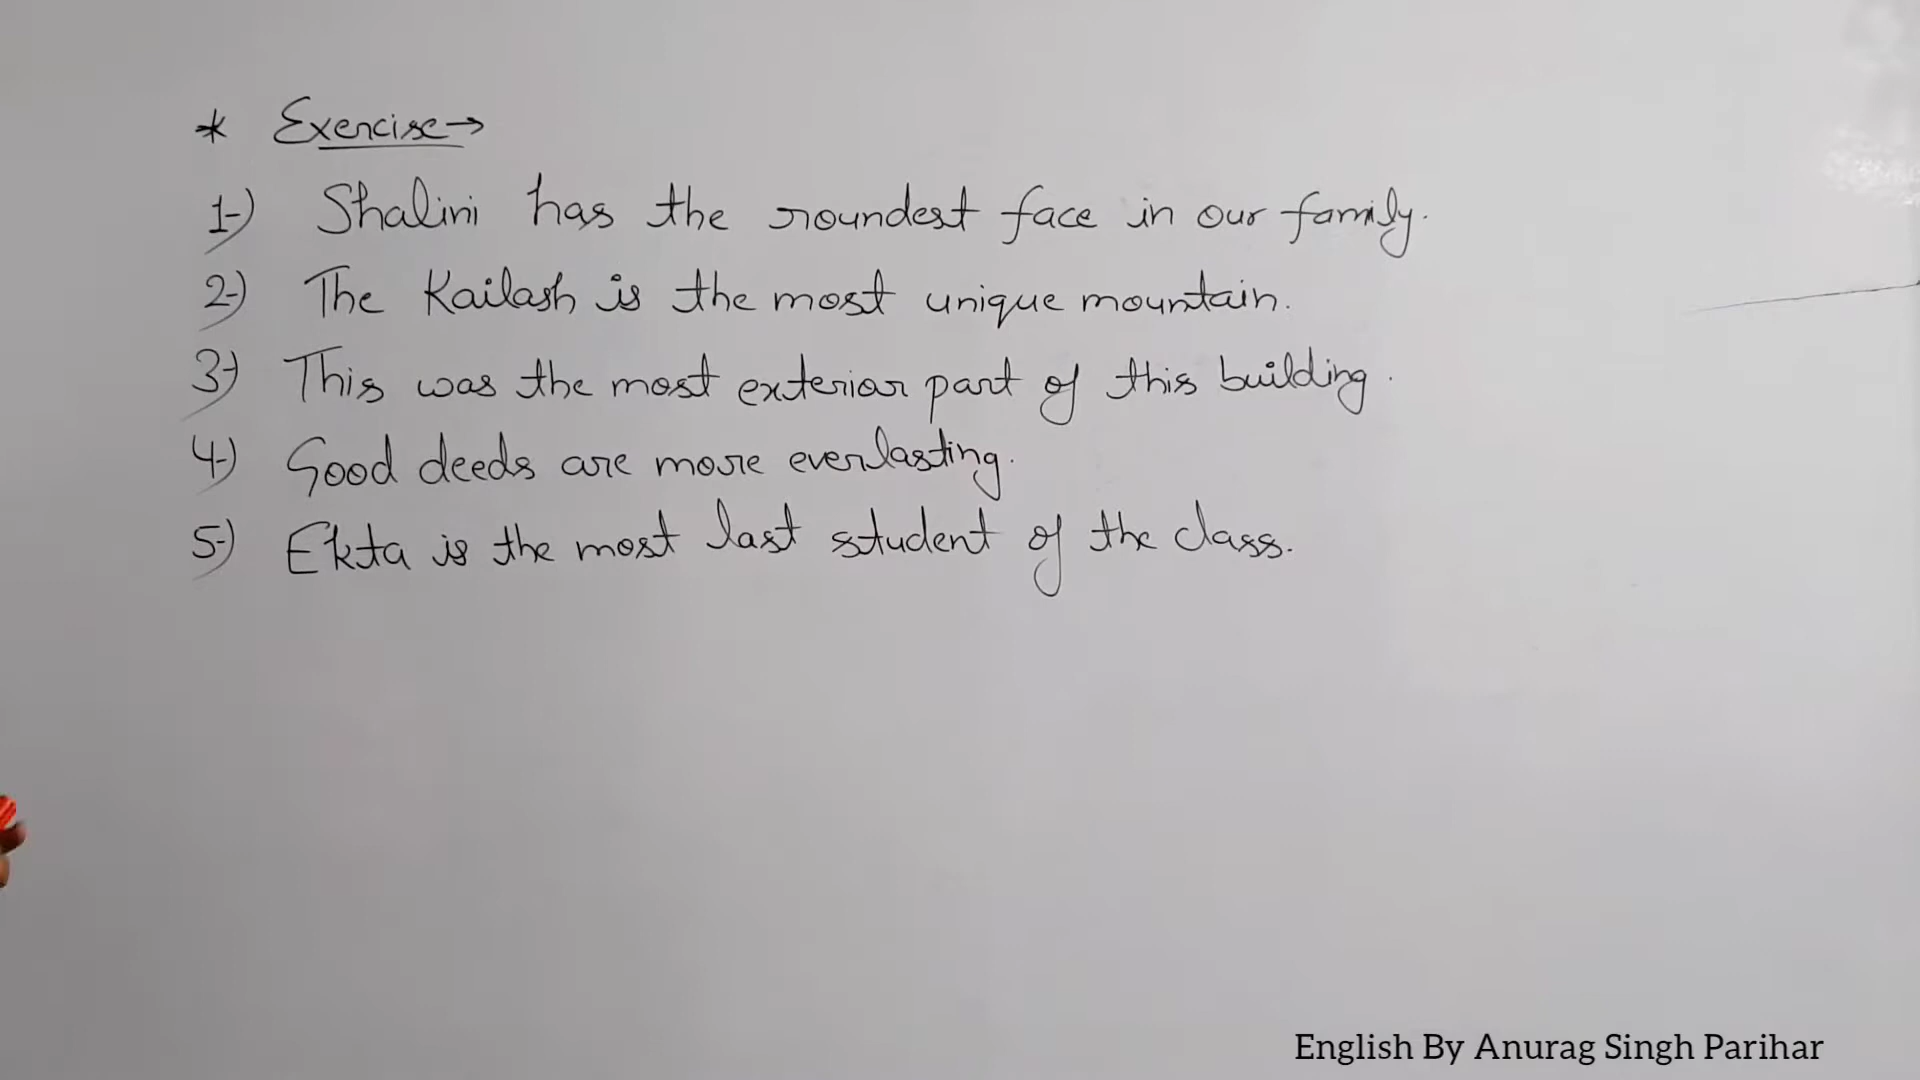 * Exercise→
1-) Shalini has the roundest face in our family.
2-) The Kailash is the most unique mountain.
3-) This was the most exterior part of this building.
4-) Good deeds are more everlasting.
5-) Ekta is the most last student of the class.
English By Anurag Singh Parihar